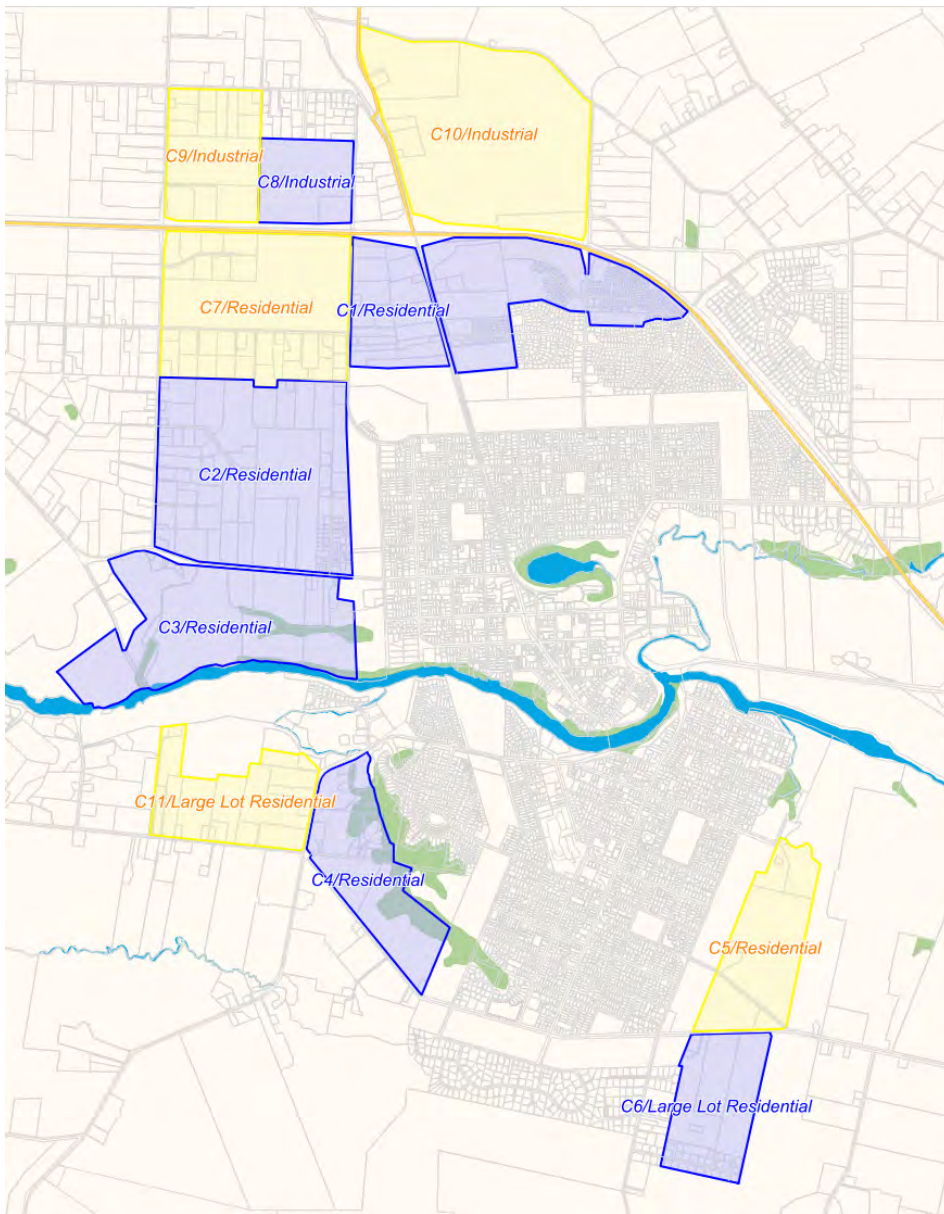 C10/Industrial
C9/Industrial
C8/Industrial
C7/Residential
C1/Residential
C2/Residential
C3/Residential
C11/Large Lot Residential
C4/Residential
C5/Residential
C6/Large Lot Residential